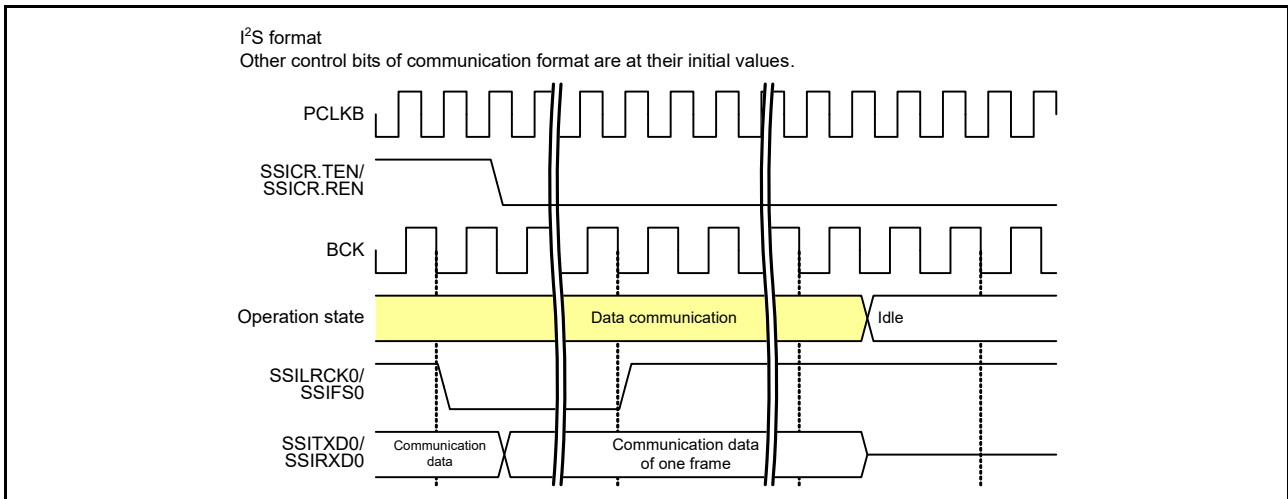 I²S format
Other control bits of communication format are at their initial values.
PCLKB
SSICR.TEN/
SSICR.REN
BCK
Operation state
Data communication
Idle
SSILRCK0/
SSIFS0
SSITXD0/
SSIRXD0
Communication
data
Communication data
of one frame